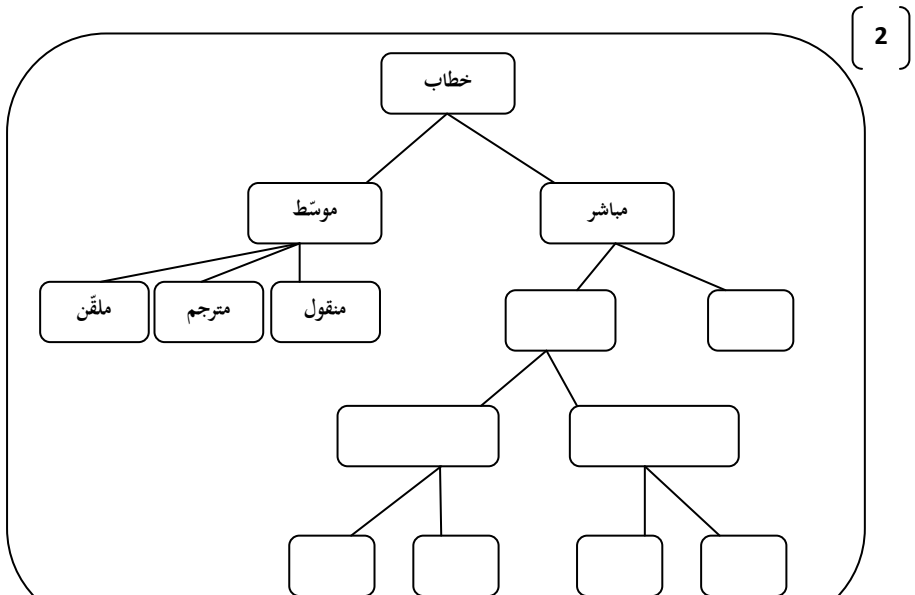 2
خطاب
مباشر
موسّط
منقول
مترجم
ملقّن